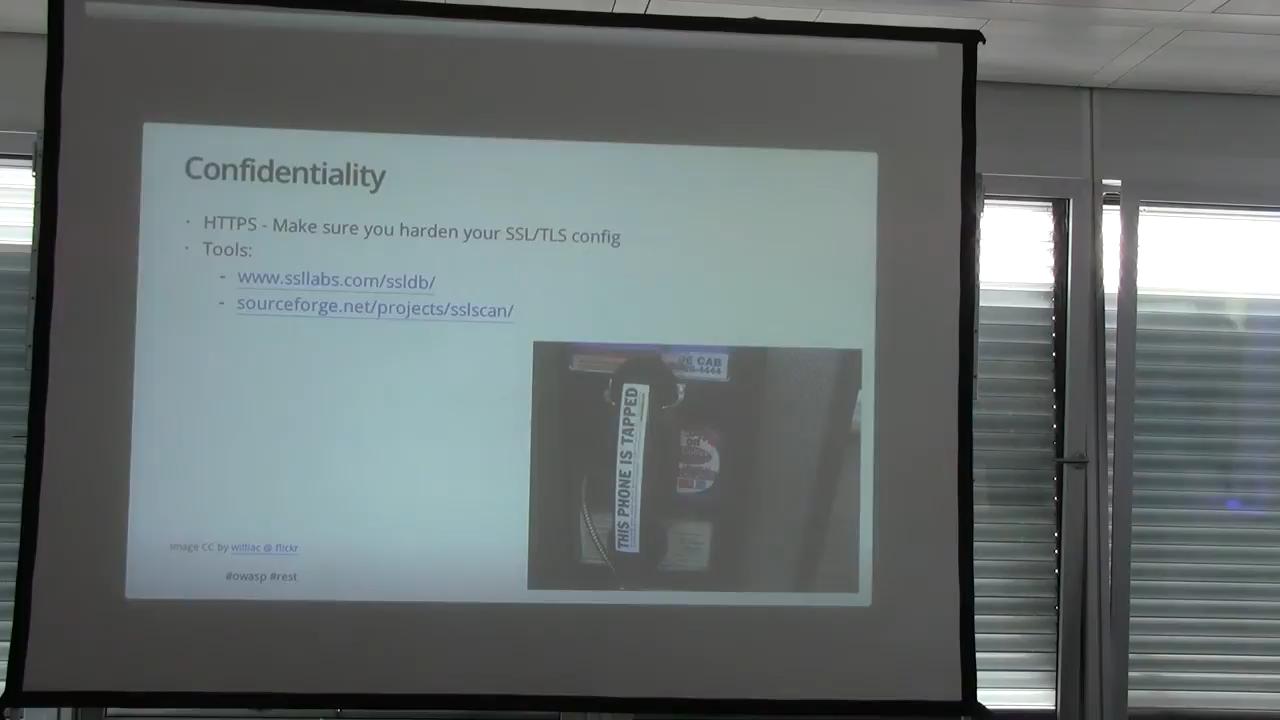 Confidentiality
· HTTPS - Make sure you harden your SSL/TLS config
· Tools:
- www.ssllabs.com/ssldb/
- sourceforge.net/projects/sslscan/
CAB
THIS PHONE IS TAPPED
Image CC by williac @ flickr
#owasp #rest